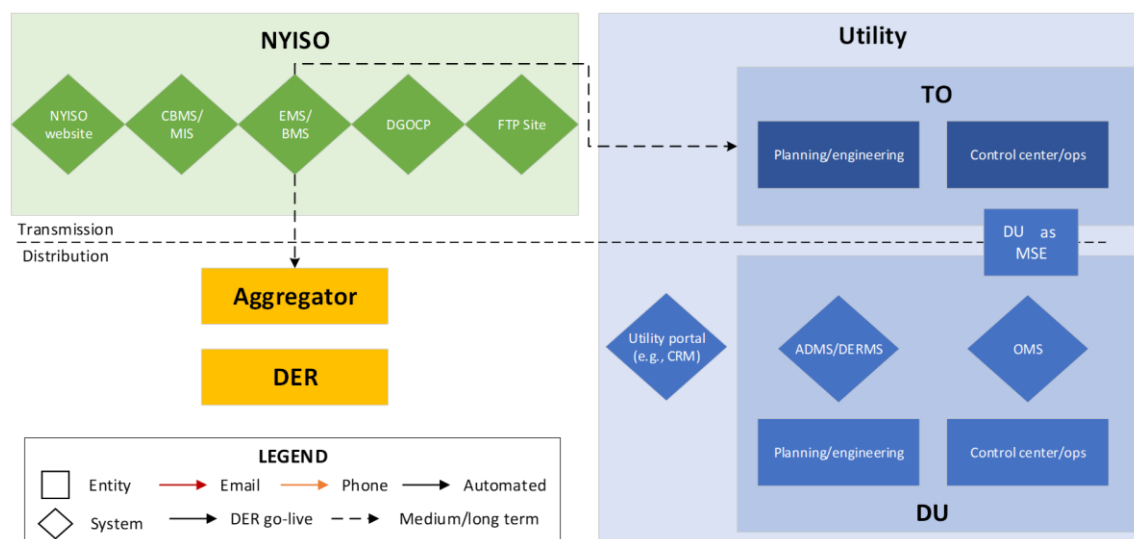 NYISO
NYISO
website
CBMS/
MIS
EMS/
BMS
DGOCP
FTP Site
Transmission
Distribution
Aggregator
DER
Utility
TO
Planning/engineering
Control center/ops
DU as
MSE
Utility portal
(e.g., CRM)
ADMS/DERMS
OMS
Planning/engineering
Control center/ops
DU
LEGEND
Entity Email Phone Automated
System DER go-live Medium/long term